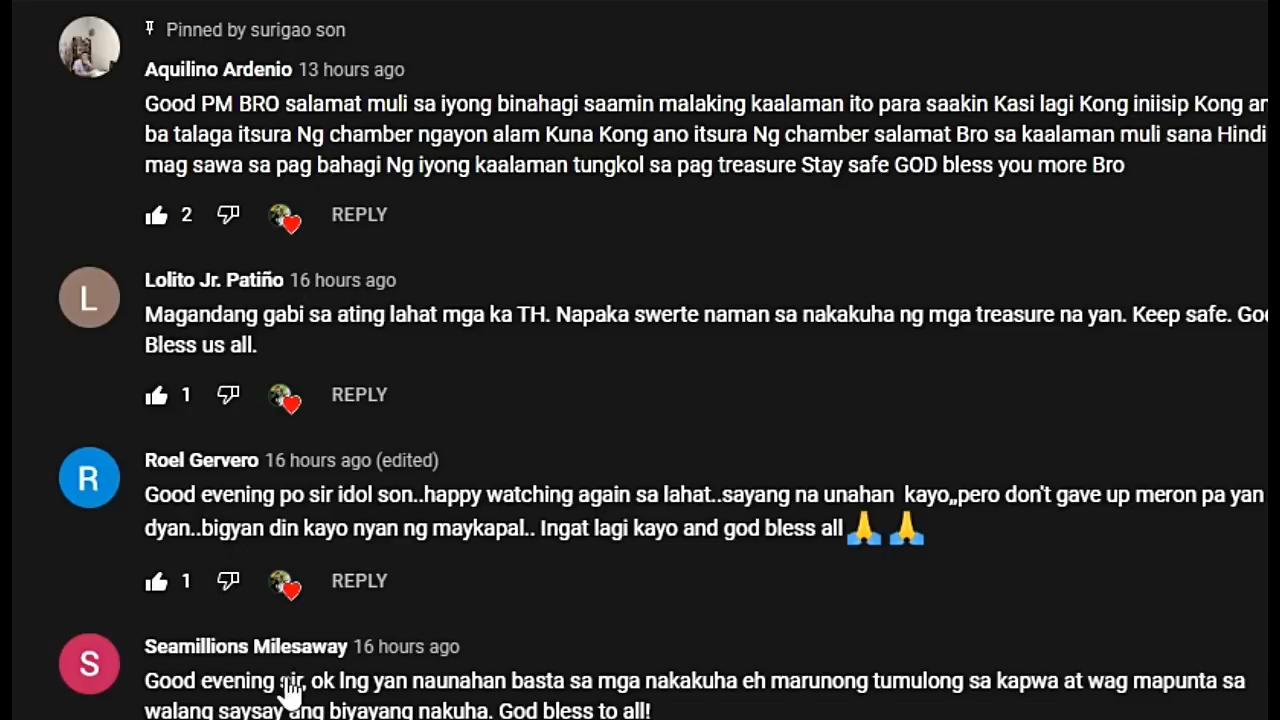 Pinned by surigao son
Aquilino Ardenio 13 hours ago
Good PM BRO salamat muli sa iyong binahagi saamin malaking kaalaman ito para saakin Kasi lagi Kong iniisip Kong
ba talaga itsura Ng chamber ngayon alam Kuna Kong ano itsura Ng chamber salamat Bro sa kaalaman muli sana Hindi
mag sawa sa pag bahagi Ng iyong kaalaman tungkol sa pag treasure Stay safe GOD bless you more Bro
2 REPLY
L
Lolito Jr. Patiño 16 hours ago
Magandang gabi sa ating lahat mga ka TH. Napaka swerte naman sa nakakuha ng mga treasure na yan. Keep safe.
Bless us all.
1 REPLY
R
Roel Gervero 16 hours ago (edited)
Good evening po sir idol son..happy watching again sa lahat..sayang na unahan kayo,,pero don't gave up meron pa yan
dyan..bigyan din kayo nyan ng maykapal.. Ingat lagi kayo and god bless all🙏🙏
1 REPLY
S
Seamillions Milesaway 16 hours ago
Good evening sir, ok lng yan naunahan basta sa mga nakakuha eh marunong tumulong sa kapwa at wag mapunta sa
walang saysay ang biyayang nakuha. God bless to all!